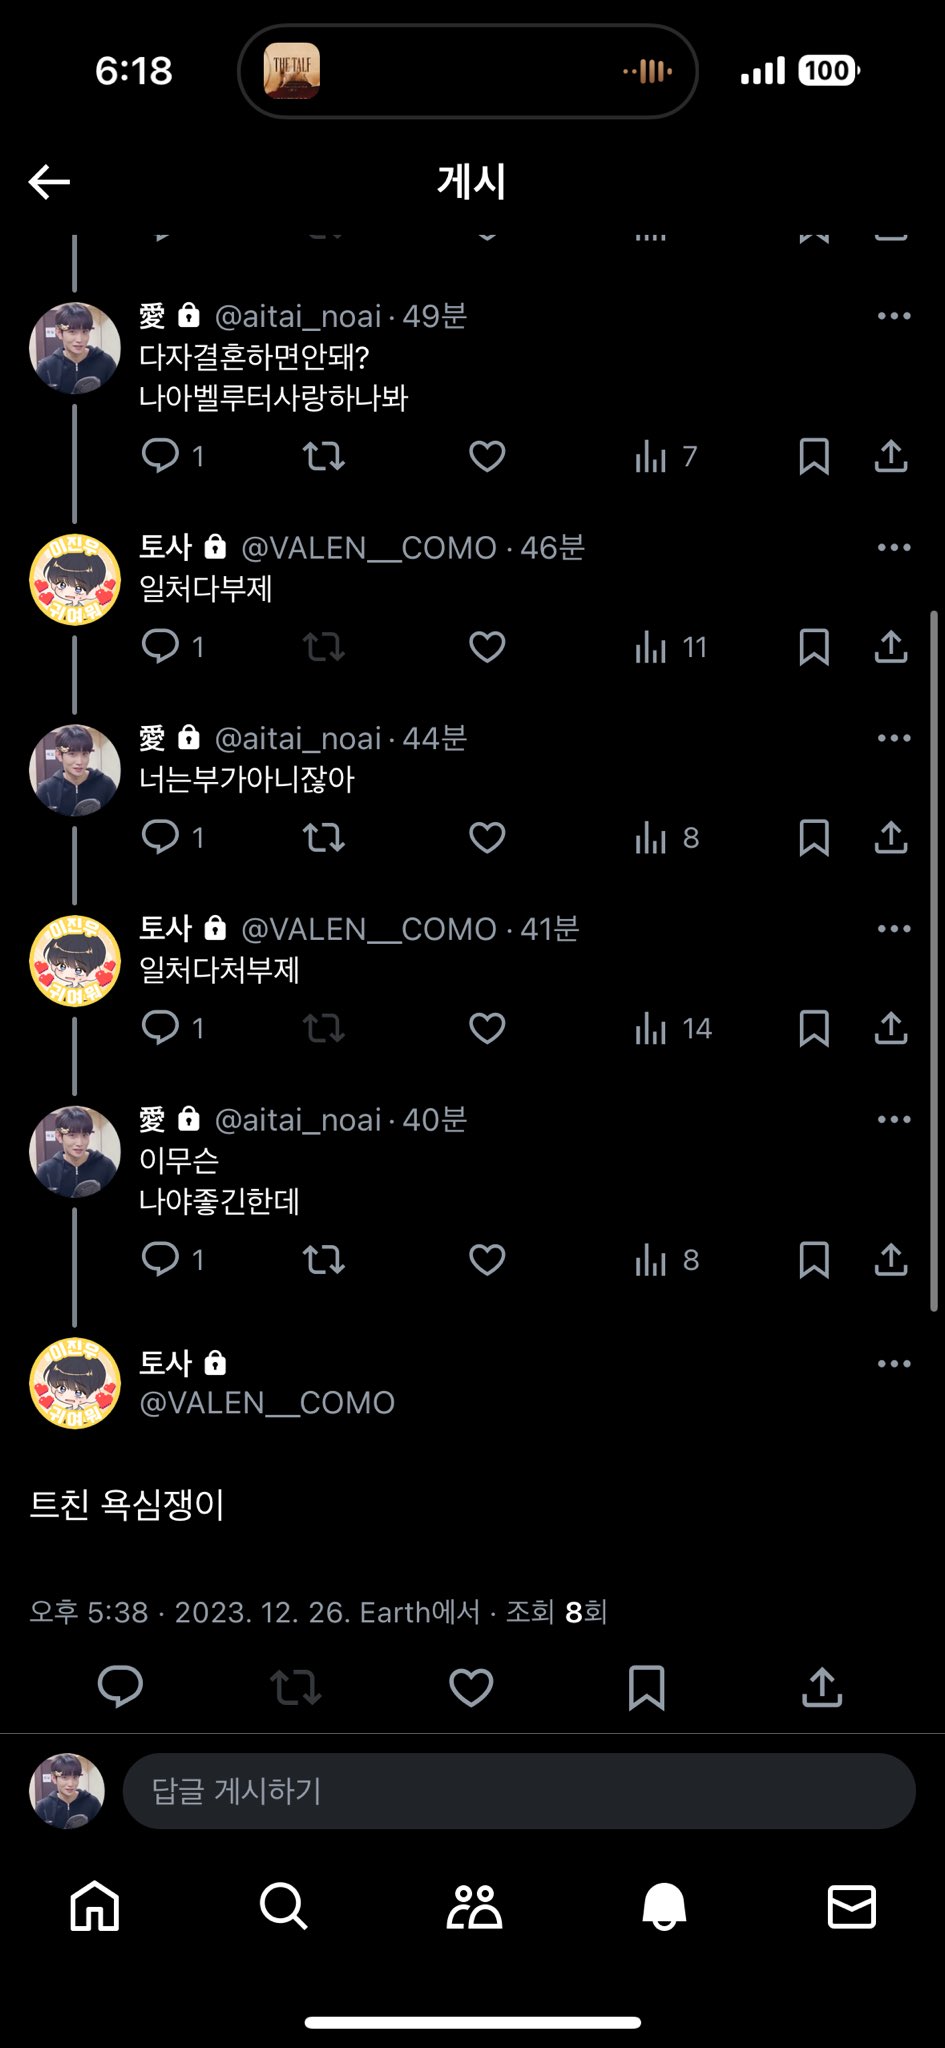 6:18
THE TALE
100
게시
愛 @aitai_noai · 49분
다자결혼하면안돼?
나아벨루터사랑하나봐
1 7
토사 @VALEN__COMO · 46분
일처다부제
1 11
愛 @aitai_noai · 44분
너는부가아니잖아
1 8
토사 @VALEN__COMO · 41분
일처다처부제
1 14
愛 @aitai_noai · 40분
이무슨
나야좋긴한데
1 8
이진우
귀여워
토사
@VALEN__COMO
트친 욕심쟁이
오후 5:38 · 2023. 12. 26. Earth에서 · 조회 8회
답글 게시하기